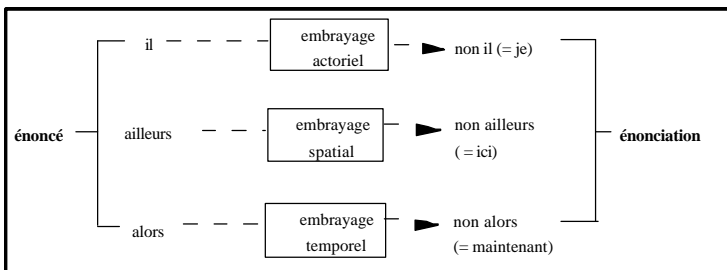 embrayage
actoriel
il
non il (= je)
embrayage
spatial
énoncé
ailleurs
non ailleurs
( = ici)
énonciation
embrayage
temporel
alors
non alors
(= maintenant)